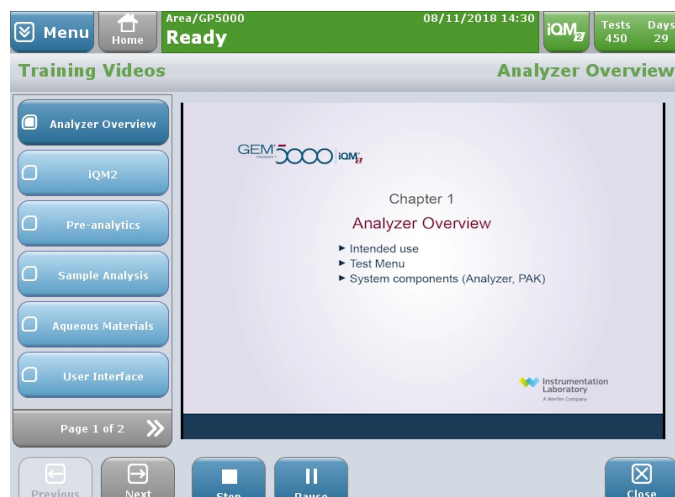 Menu
Home
Area/GP5000
Ready
08/11/2018 14:30
iQM2
Tests Days
450 29
Training Videos
Analyzer Overview
Analyzer Overview
iQM2
Pre-analytics
Sample Analysis
Aqueous Materials
User Interface
Page 1 of 2
GEM 5000 iQM2
Chapter 1
Analyzer Overview
► Intended use
► Test Menu
► System components (Analyzer, PAK)
Instrumentation
Laboratory
A Werfen Company
Previous
Next
Stop
Pause
Close